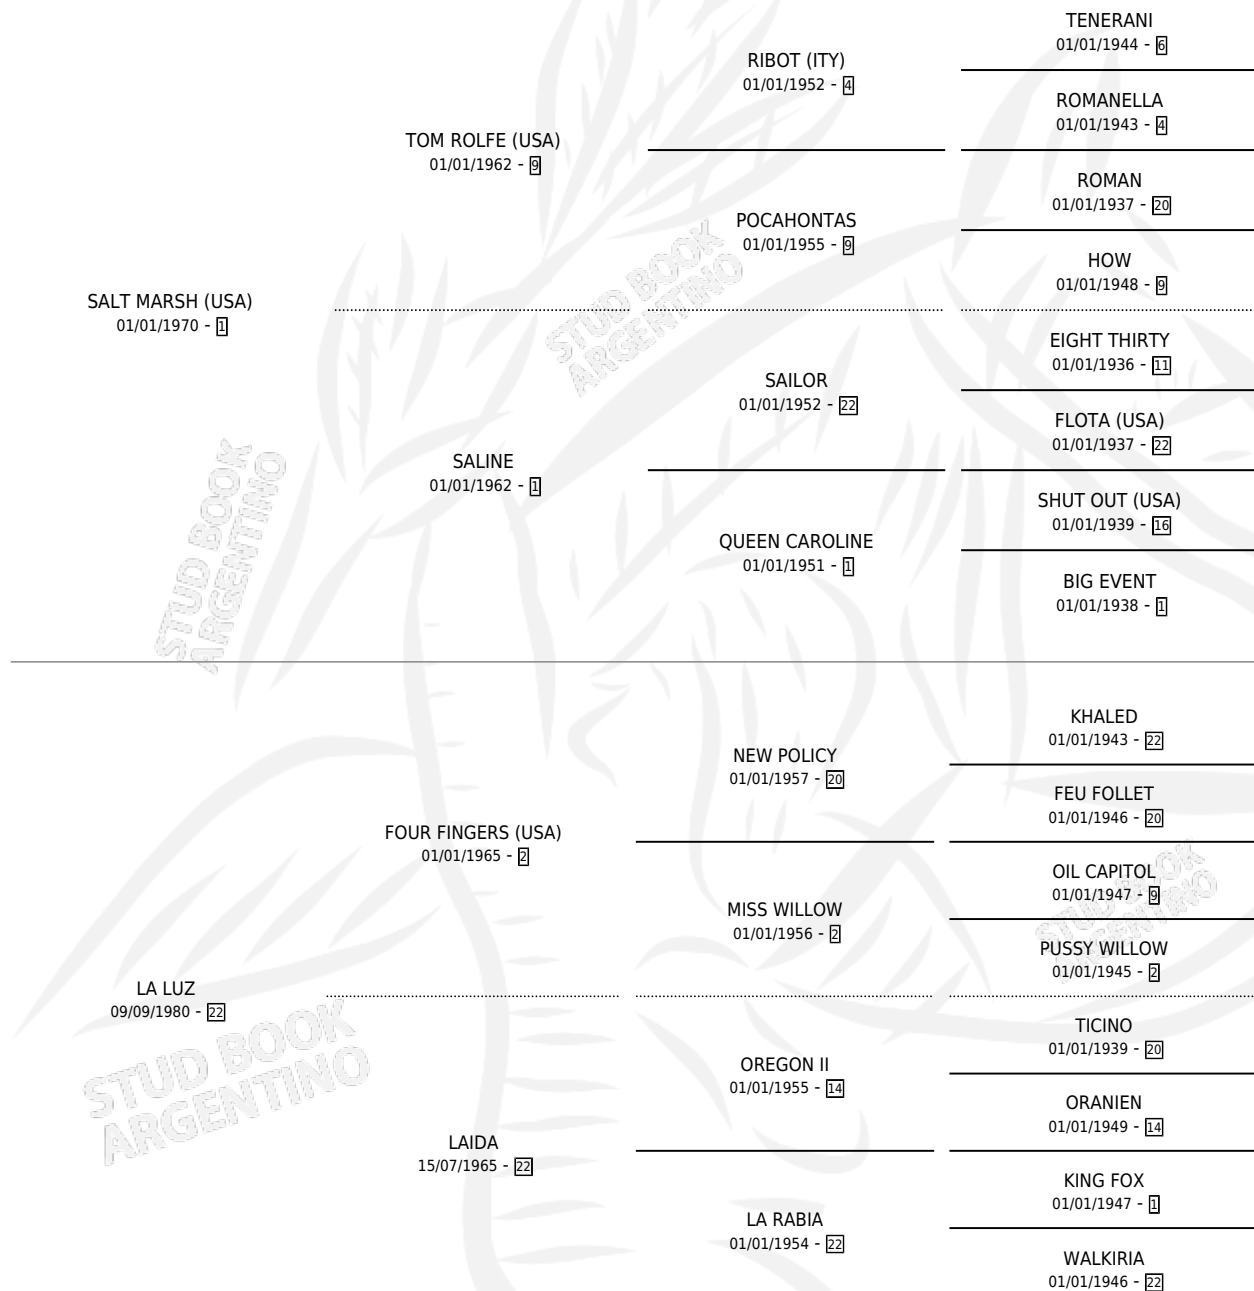 TENERANI
01/01/1944 - 6
RIBOT (ITY)
01/01/1952 - 4
ROMANELLA
01/01/1943 - 4
TOM ROLFE (USA)
01/01/1962 - 9
ROMAN
01/01/1937 - 20
POCAHONTAS
01/01/1955 - 9
HOW
01/01/1948 - 9
SALT MARSH (USA)
01/01/1970 - 1
STUD BOOK
ARGENTINO
EIGHT THIRTY
01/01/1936 - 11
SAILOR
01/01/1952 - 22
FLOTA (USA)
01/01/1937 - 22
SALINE
01/01/1962 - 1
SHUT OUT (USA)
01/01/1939 - 16
QUEEN CAROLINE
01/01/1951 - 1
BIG EVENT
01/01/1938 - 1
STUD BOOK
ARGENTINO
KHALED
01/01/1943 - 22
NEW POLICY
01/01/1957 - 20
FEU FOLLET
01/01/1946 - 20
FOUR FINGERS (USA)
01/01/1965 - 2
OIL CAPITOL
01/01/1947 - 9
MISS WILLOW
01/01/1956 - 2
PUSSY WILLOW
01/01/1945 - 2
STUD BOOK
ARGENTINO
LA LUZ
09/09/1980 - 22
TICINO
01/01/1939 - 20
OREGON II
01/01/1955 - 14
ORANIEN
01/01/1949 - 14
STUD BOOK
ARGENTINO
LAIDA
15/07/1965 - 22
KING FOX
01/01/1947 - 1
LA RABIA
01/01/1954 - 22
WALKIRIA
01/01/1946 - 22